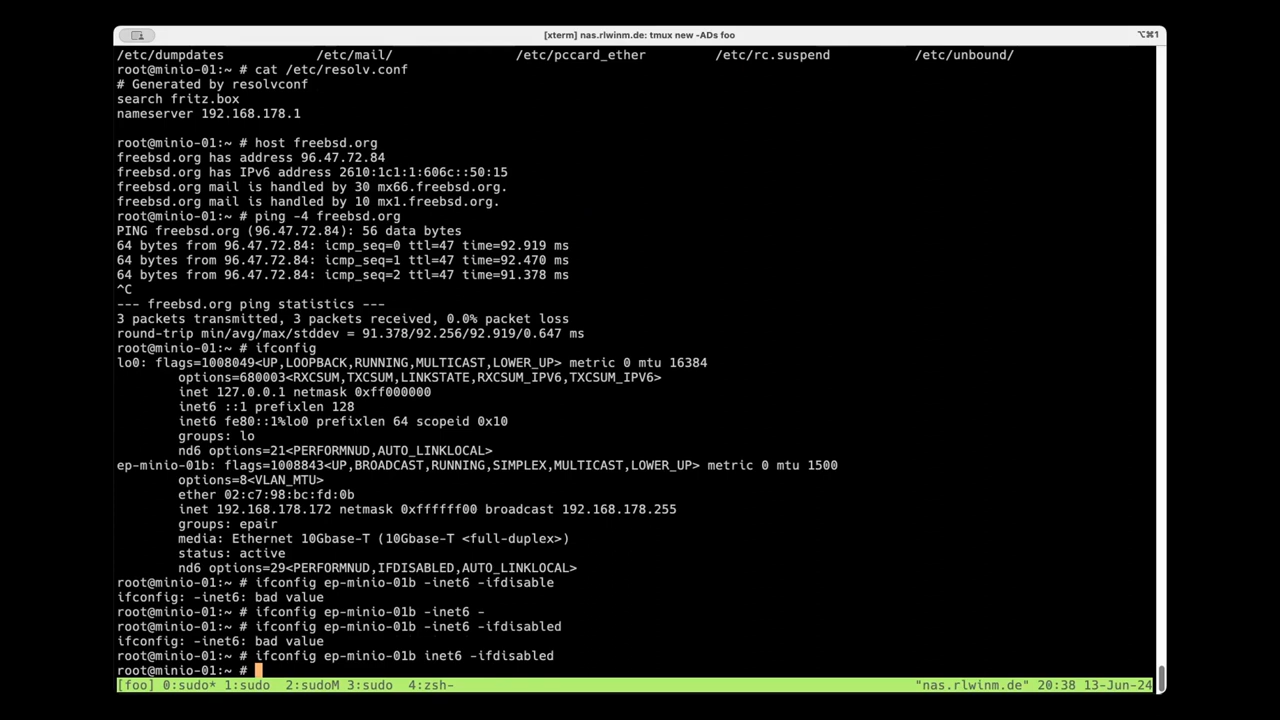 [xterm] nas.rlwinm.de: tmux new -ADs foo
⌥⌘1
/etc/dumpdates /etc/mail/ /etc/pccard_ether /etc/rc.suspend /etc/unbound/
root@minio-01:~ # cat /etc/resolv.conf
# Generated by resolvconf
search fritz.box
nameserver 192.168.178.1
root@minio-01:~ # host freebsd.org
freebsd.org has address 96.47.72.84
freebsd.org has IPv6 address 2610:1c1:1:606c::50:15
freebsd.org mail is handled by 30 mx66.freebsd.org.
freebsd.org mail is handled by 10 mx1.freebsd.org.
root@minio-01:~ # ping -4 freebsd.org
PING freebsd.org (96.47.72.84): 56 data bytes
64 bytes from 96.47.72.84: icmp_seq=0 ttl=47 time=92.919 ms
64 bytes from 96.47.72.84: icmp_seq=1 ttl=47 time=92.470 ms
64 bytes from 96.47.72.84: icmp_seq=2 ttl=47 time=91.378 ms
^C
--- freebsd.org ping statistics ---
3 packets transmitted, 3 packets received, 0.0% packet loss
round-trip min/avg/max/stddev = 91.378/92.256/92.919/0.647 ms
root@minio-01:~ # ifconfig
lo0: flags=1008049<UP,LOOPBACK,RUNNING,MULTICAST,LOWER_UP> metric 0 mtu 16384
options=680003<RXCSUM,TXCSUM,LINKSTATE,RXCSUM_IPV6,TXCSUM_IPV6>
inet 127.0.0.1 netmask 0xff000000
inet6 ::1 prefixlen 128
inet6 fe80::1%lo0 prefixlen 64 scopeid 0x10
groups: lo
nd6 options=21<PERFORMNUD,AUTO_LINKLOCAL>
ep-minio-01b: flags=1008843<UP,BROADCAST,RUNNING,SIMPLEX,MULTICAST,LOWER_UP> metric 0 mtu 1500
options=8<VLAN_MTU>
ether 02:c7:98:bc:fd:0b
inet 192.168.178.172 netmask 0xffffff00 broadcast 192.168.178.255
groups: epair
media: Ethernet 10Gbase-T (10Gbase-T <full-duplex>)
status: active
nd6 options=29<PERFORMNUD,IFDISABLED,AUTO_LINKLOCAL>
root@minio-01:~ # ifconfig ep-minio-01b -inet6 -ifdisable
ifconfig: -inet6: bad value
root@minio-01:~ # ifconfig ep-minio-01b -inet6 -
root@minio-01:~ # ifconfig ep-minio-01b -inet6 -ifdisabled
ifconfig: -inet6: bad value
root@minio-01:~ # ifconfig ep-minio-01b inet6 -ifdisabled
root@minio-01:~ #
[foo] 0:sudo* 1:sudo 2:sudoM 3:sudo 4:zsh- "nas.rlwinm.de" 20:38 13-Jun-24